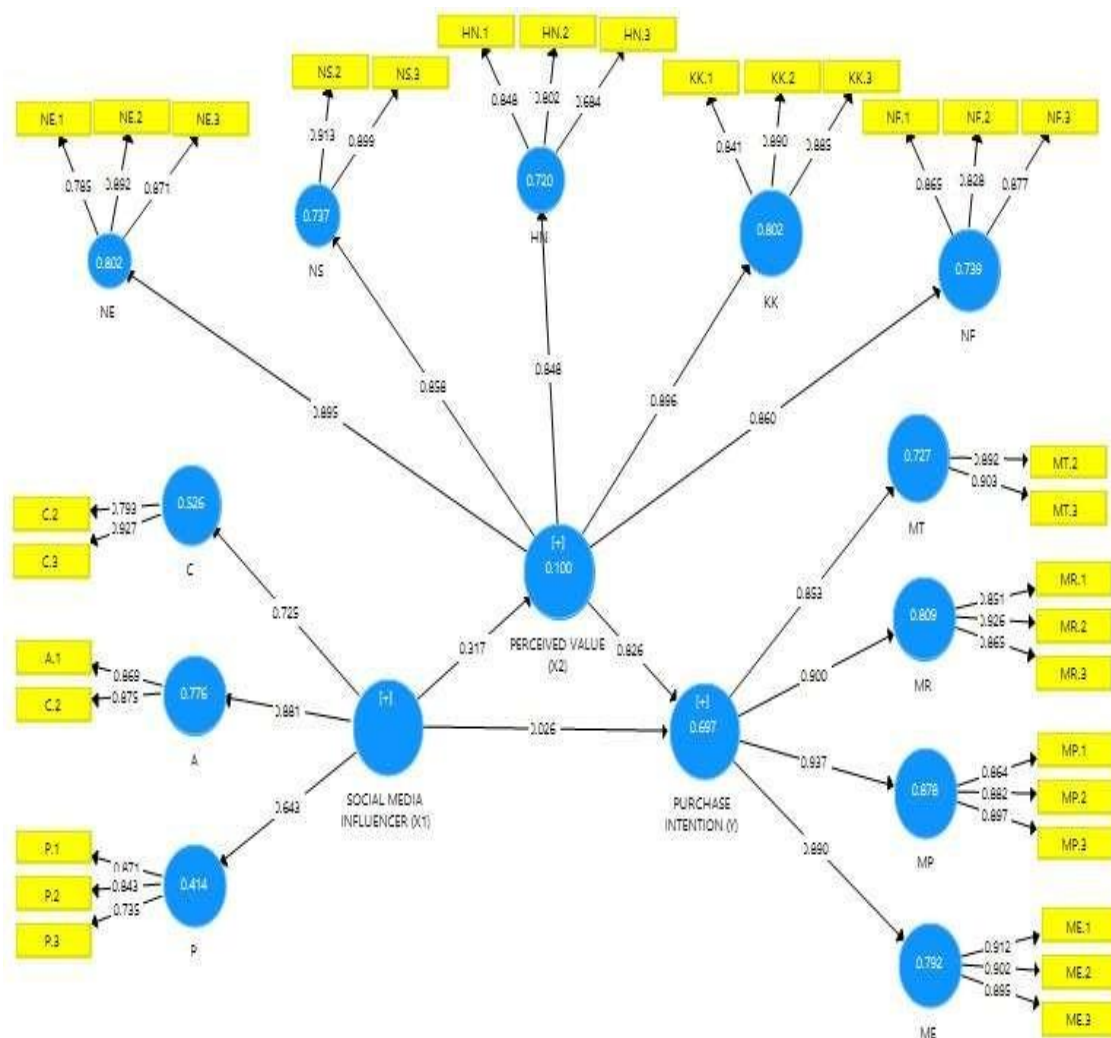 HN.1 HN.2 HN.3
NS.2 NS.3
KK.1 KK.2 KK.3
NE.1 NE.2 NE.3
NF.1 NF.2 NF.3
0.848 0.802 0.684
0.913 0.899
0.841 0.890 0.885
0.785 0.892 0.871
0.865 0.828 0.877
0.720
HN
0.737
NS
0.802
KK
0.802
NE
0.739
NF
0.895
0.858
0.848
0.896
0.860
C.2
C.3
0.793
0.927
0.526
C
0.725
A.1
C.2
0.869
0.875
0.776
A
0.881
P.1
P.2
P.3
0.871
0.843
0.735
0.414
P
0.643
[+]
0.100
PERCEIVED VALUE
(X2)
0.317
0.826
[+]
SOCIAL MEDIA
INFLUENCER (X1)
0.026
[+]
0.697
PURCHASE
INTENTION (Y)
0.853
0.900
0.937
0.890
0.727
MT
0.892
0.903
MT.2
MT.3
0.809
MR
0.851
0.926
0.865
MR.1
MR.2
MR.3
0.878
MP
0.864
0.882
0.897
MP.1
MP.2
MP.3
0.792
ME
0.912
0.902
0.895
ME.1
ME.2
ME.3